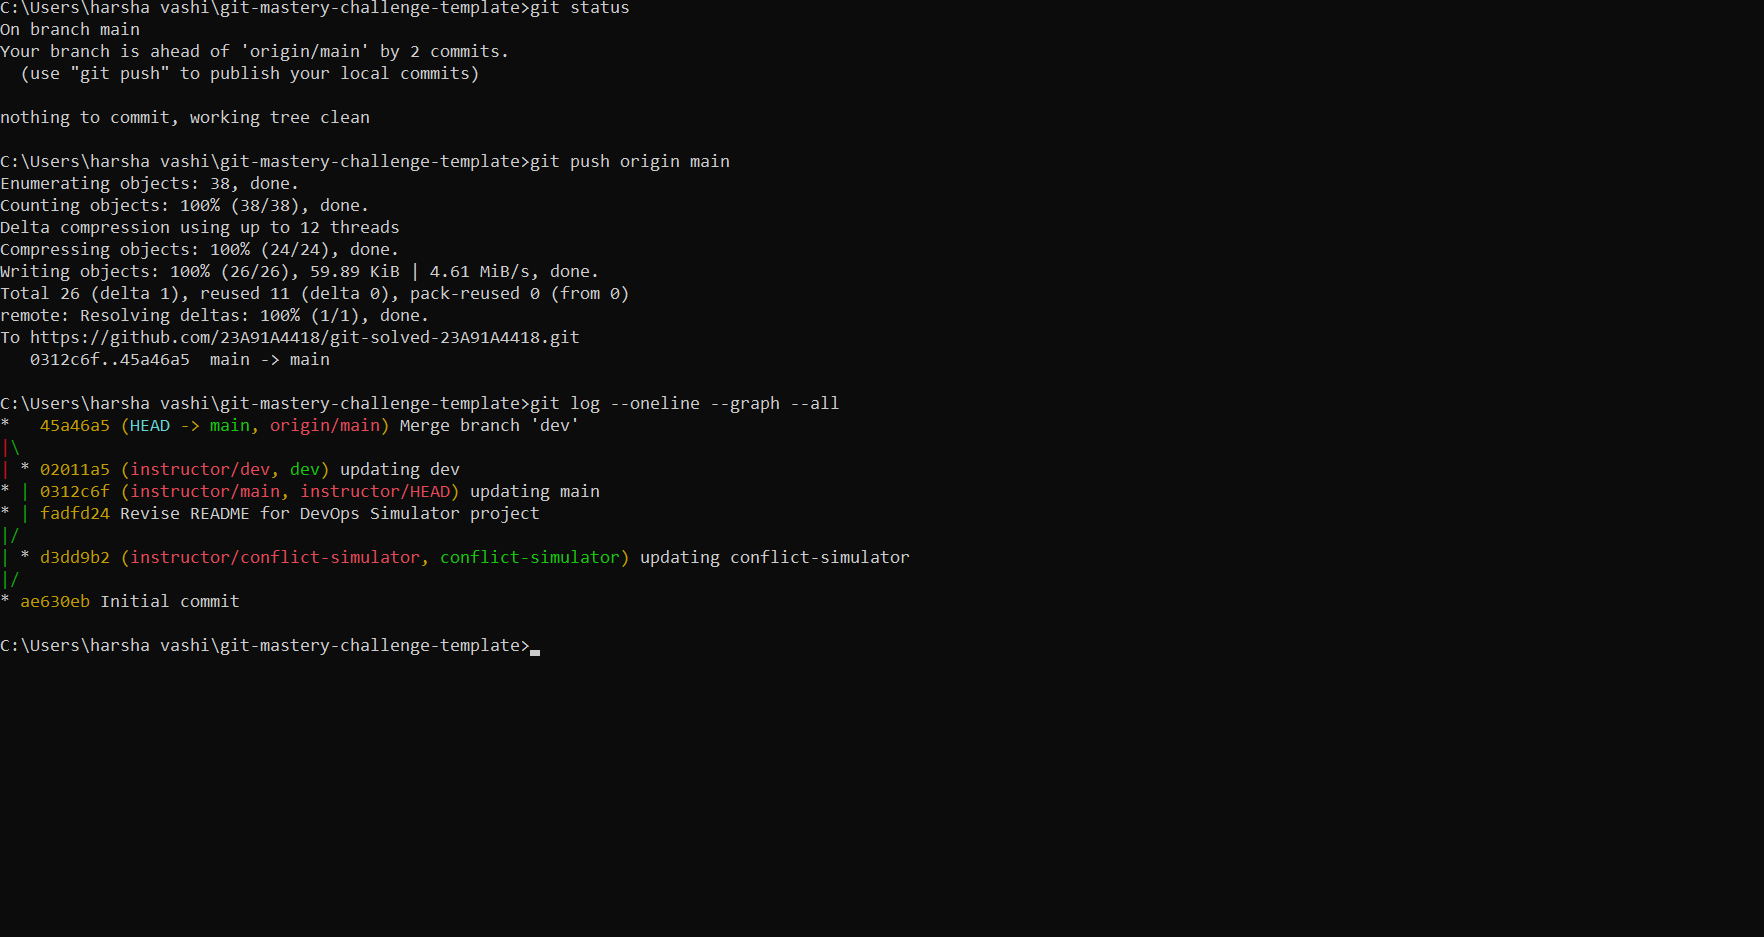 C:\Users\harsha vashi\git-mastery-challenge-template>git status
On branch main
Your branch is ahead of 'origin/main' by 2 commits.
  (use "git push" to publish your local commits)

nothing to commit, working tree clean

C:\Users\harsha vashi\git-mastery-challenge-template>git push origin main
Enumerating objects: 38, done.
Counting objects: 100% (38/38), done.
Delta compression using up to 12 threads
Compressing objects: 100% (24/24), done.
Writing objects: 100% (26/26), 59.89 KiB | 4.61 MiB/s, done.
Total 26 (delta 1), reused 11 (delta 0), pack-reused 0 (from 0)
remote: Resolving deltas: 100% (1/1), done.
To https://github.com/23A91A4418/git-solved-23A91A4418.git
   0312c6f..45a46a5  main -> main

C:\Users\harsha vashi\git-mastery-challenge-template>git log --oneline --graph --all
*   45a46a5 (HEAD -> main, origin/main) Merge branch 'dev'
|\
| * 02011a5 (instructor/dev, dev) updating dev
* | 0312c6f (instructor/main, instructor/HEAD) updating main
* | fadfd24 Revise README for DevOps Simulator project
|/
| * d3dd9b2 (instructor/conflict-simulator, conflict-simulator) updating conflict-simulator
|/
* ae630eb Initial commit

C:\Users\harsha vashi\git-mastery-challenge-template>